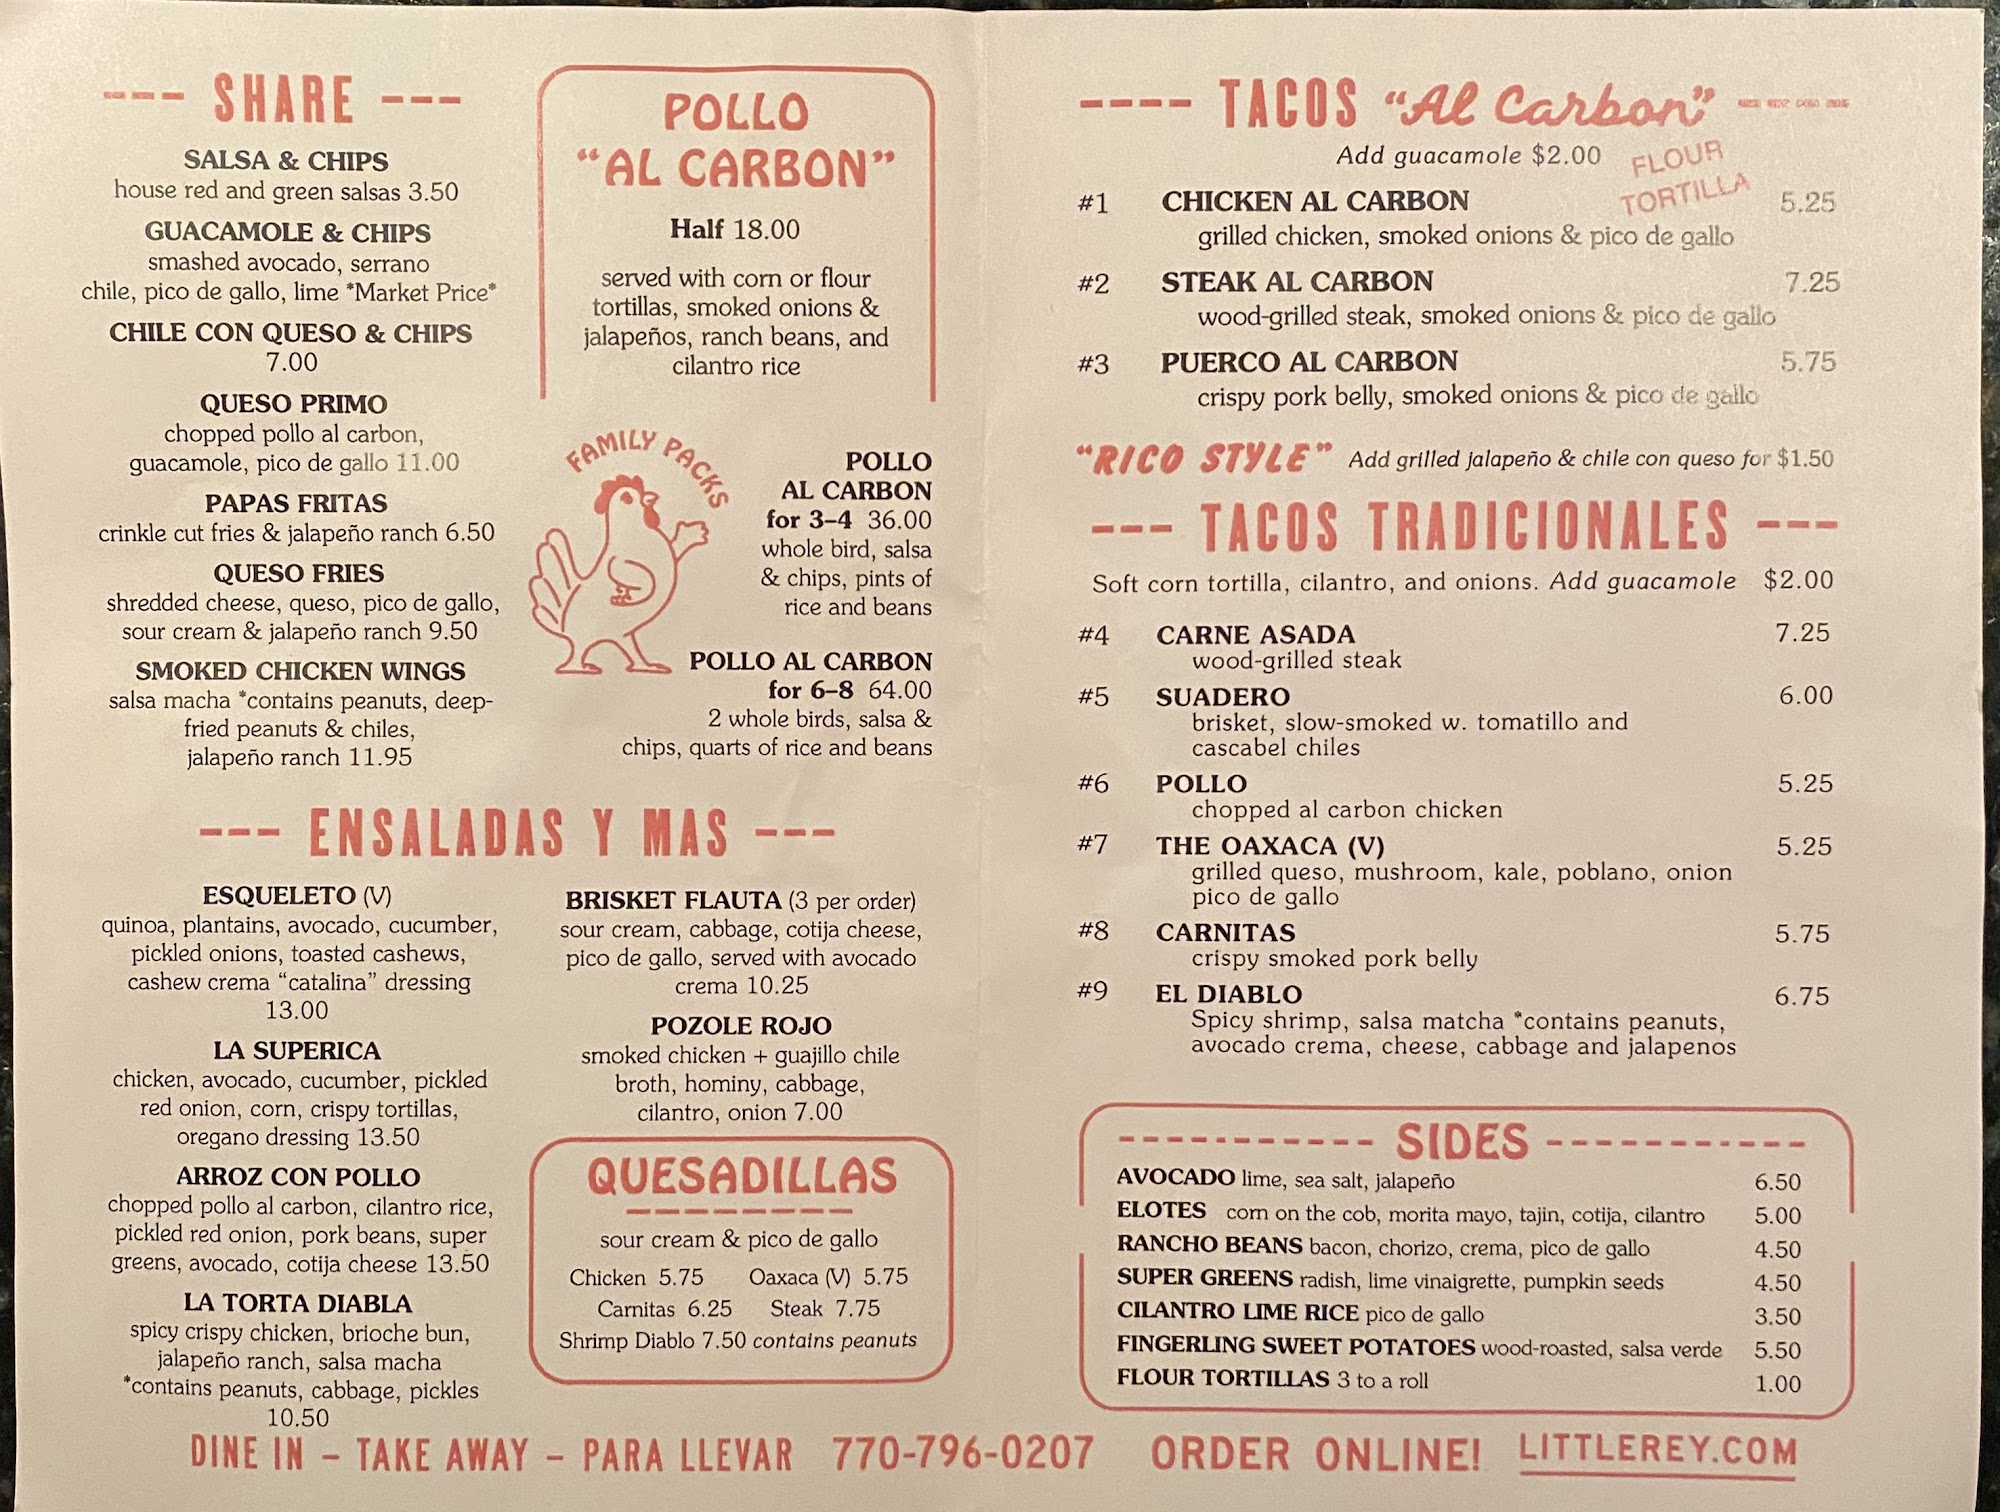 --- SHARE ---
SALSA & CHIPS
house red and green salsas 3.50
GUACAMOLE & CHIPS
smashed avocado, serrano
chile, pico de gallo, lime *Market Price*
CHILE CON QUESO & CHIPS
7.00
QUESO PRIMO
chopped pollo al carbon,
guacamole, pico de gallo 11.00
PAPAS FRITAS
crinkle cut fries & jalapeño ranch 6.50
QUESO FRIES
shredded cheese, queso, pico de gallo,
sour cream & jalapeño ranch 9.50
SMOKED CHICKEN WINGS
salsa macha *contains peanuts, deep-
fried peanuts & chiles,
jalapeño ranch 11.95
POLLO
"AL CARBON"
Half 18.00
served with corn or flour
tortillas, smoked onions &
jalapeños, ranch beans, and
cilantro rice
FAMILY PACKS
POLLO
AL CARBON
for 3-4 36.00
whole bird, salsa
& chips, pints of
rice and beans
POLLO AL CARBON
for 6-8 64.00
2 whole birds, salsa &
chips, quarts of rice and beans
--- ENSALADAS Y MAS ---
ESQUELETO (V)
quinoa, plantains, avocado, cucumber,
pickled onions, toasted cashews,
cashew crema "catalina" dressing
13.00
LA SUPERICA
chicken, avocado, cucumber, pickled
red onion, corn, crispy tortillas,
oregano dressing 13.50
ARROZ CON POLLO
chopped pollo al carbon, cilantro rice,
pickled red onion, pork beans, super
greens, avocado, cotija cheese 13.50
LA TORTA DIABLA
spicy crispy chicken, brioche bun,
jalapeño ranch, salsa macha
*contains peanuts, cabbage, pickles
10.50
BRISKET FLAUTA (3 per order)
sour cream, cabbage, cotija cheese,
pico de gallo, served with avocado
crema 10.25
POZOLE ROJO
smoked chicken + guajillo chile
broth, hominy, cabbage,
cilantro, onion 7.00
QUESADILLAS
sour cream & pico de gallo
Chicken 5.75 Oaxaca (V) 5.75
Carnitas 6.25 Steak 7.75
Shrimp Diablo 7.50 contains peanuts
---- TACOS "Al Carbon" ----
Add guacamole $2.00
FLOUR
TORTILLA
#1 CHICKEN AL CARBON 5.25
grilled chicken, smoked onions & pico de gallo
#2 STEAK AL CARBON 7.25
wood-grilled steak, smoked onions & pico de gallo
#3 PUERCO AL CARBON 5.75
crispy pork belly, smoked onions & pico de gallo
"RICO STYLE" Add grilled jalapeño & chile con queso for $1.50
--- TACOS TRADICIONALES ---
Soft corn tortilla, cilantro, and onions. Add guacamole $2.00
#4 CARNE ASADA 7.25
wood-grilled steak
#5 SUADERO 6.00
brisket, slow-smoked w. tomatillo and
cascabel chiles
#6 POLLO 5.25
chopped al carbon chicken
#7 THE OAXACA (V) 5.25
grilled queso, mushroom, kale, poblano, onion
pico de gallo
#8 CARNITAS 5.75
crispy smoked pork belly
#9 EL DIABLO 6.75
Spicy shrimp, salsa matcha *contains peanuts,
avocado crema, cheese, cabbage and jalapenos
----------- SIDES -----------
AVOCADO lime, sea salt, jalapeño 6.50
ELOTES corn on the cob, morita mayo, tajin, cotija, cilantro 5.00
RANCHO BEANS bacon, chorizo, crema, pico de gallo 4.50
SUPER GREENS radish, lime vinaigrette, pumpkin seeds 4.50
CILANTRO LIME RICE pico de gallo 3.50
FINGERLING SWEET POTATOES wood-roasted, salsa verde 5.50
FLOUR TORTILLAS 3 to a roll 1.00
DINE IN - TAKE AWAY - PARA LLEVAR 770-796-0207 ORDER ONLINE! LITTLEREY.COM